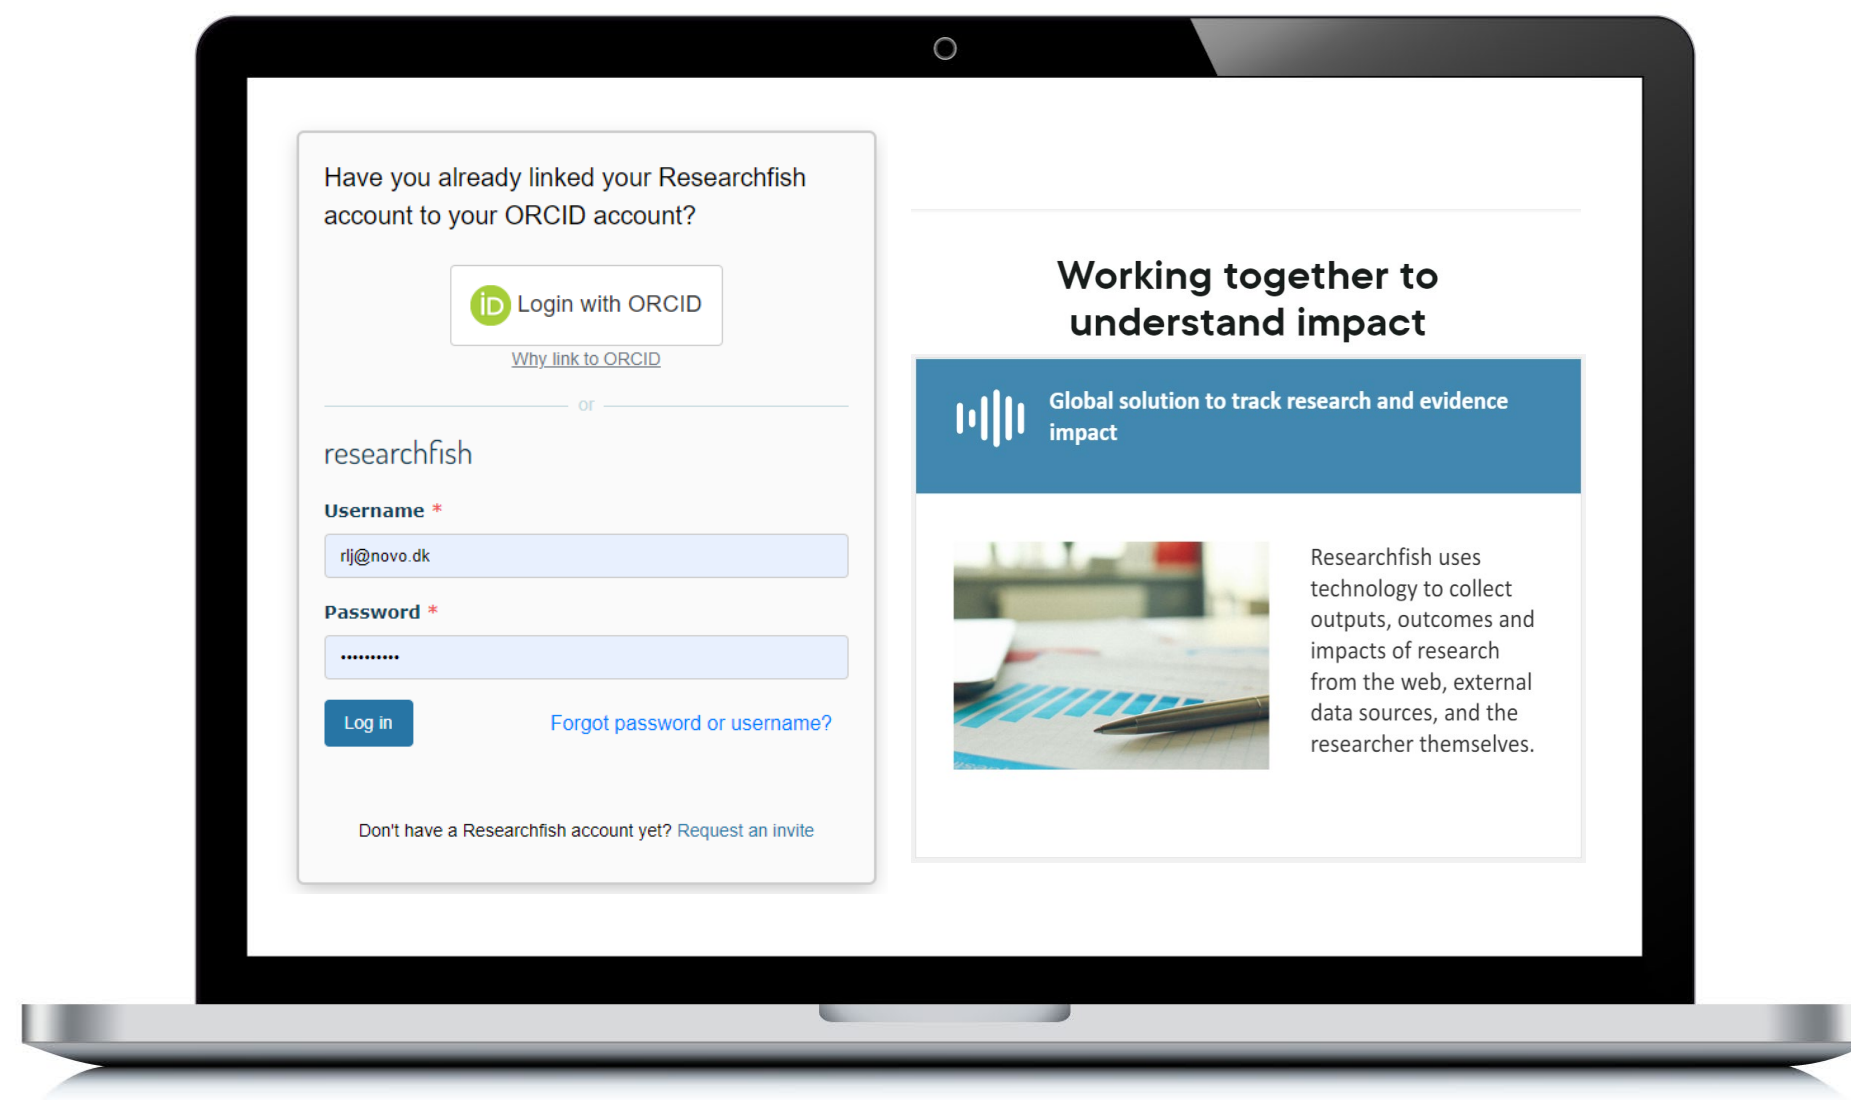 Have you already linked your Researchfish
account to your ORCID account?
iD Login with ORCID
Why link to ORCID
or
researchfish
Username *
rlj@novo.dk
Password *
••••••••••
Log in
Forgot password or username?
Don't have a Researchfish account yet? Request an invite
Working together to
understand impact
Global solution to track research and evidence
impact
Researchfish uses
technology to collect
outputs, outcomes and
impacts of research
from the web, external
data sources, and the
researcher themselves.